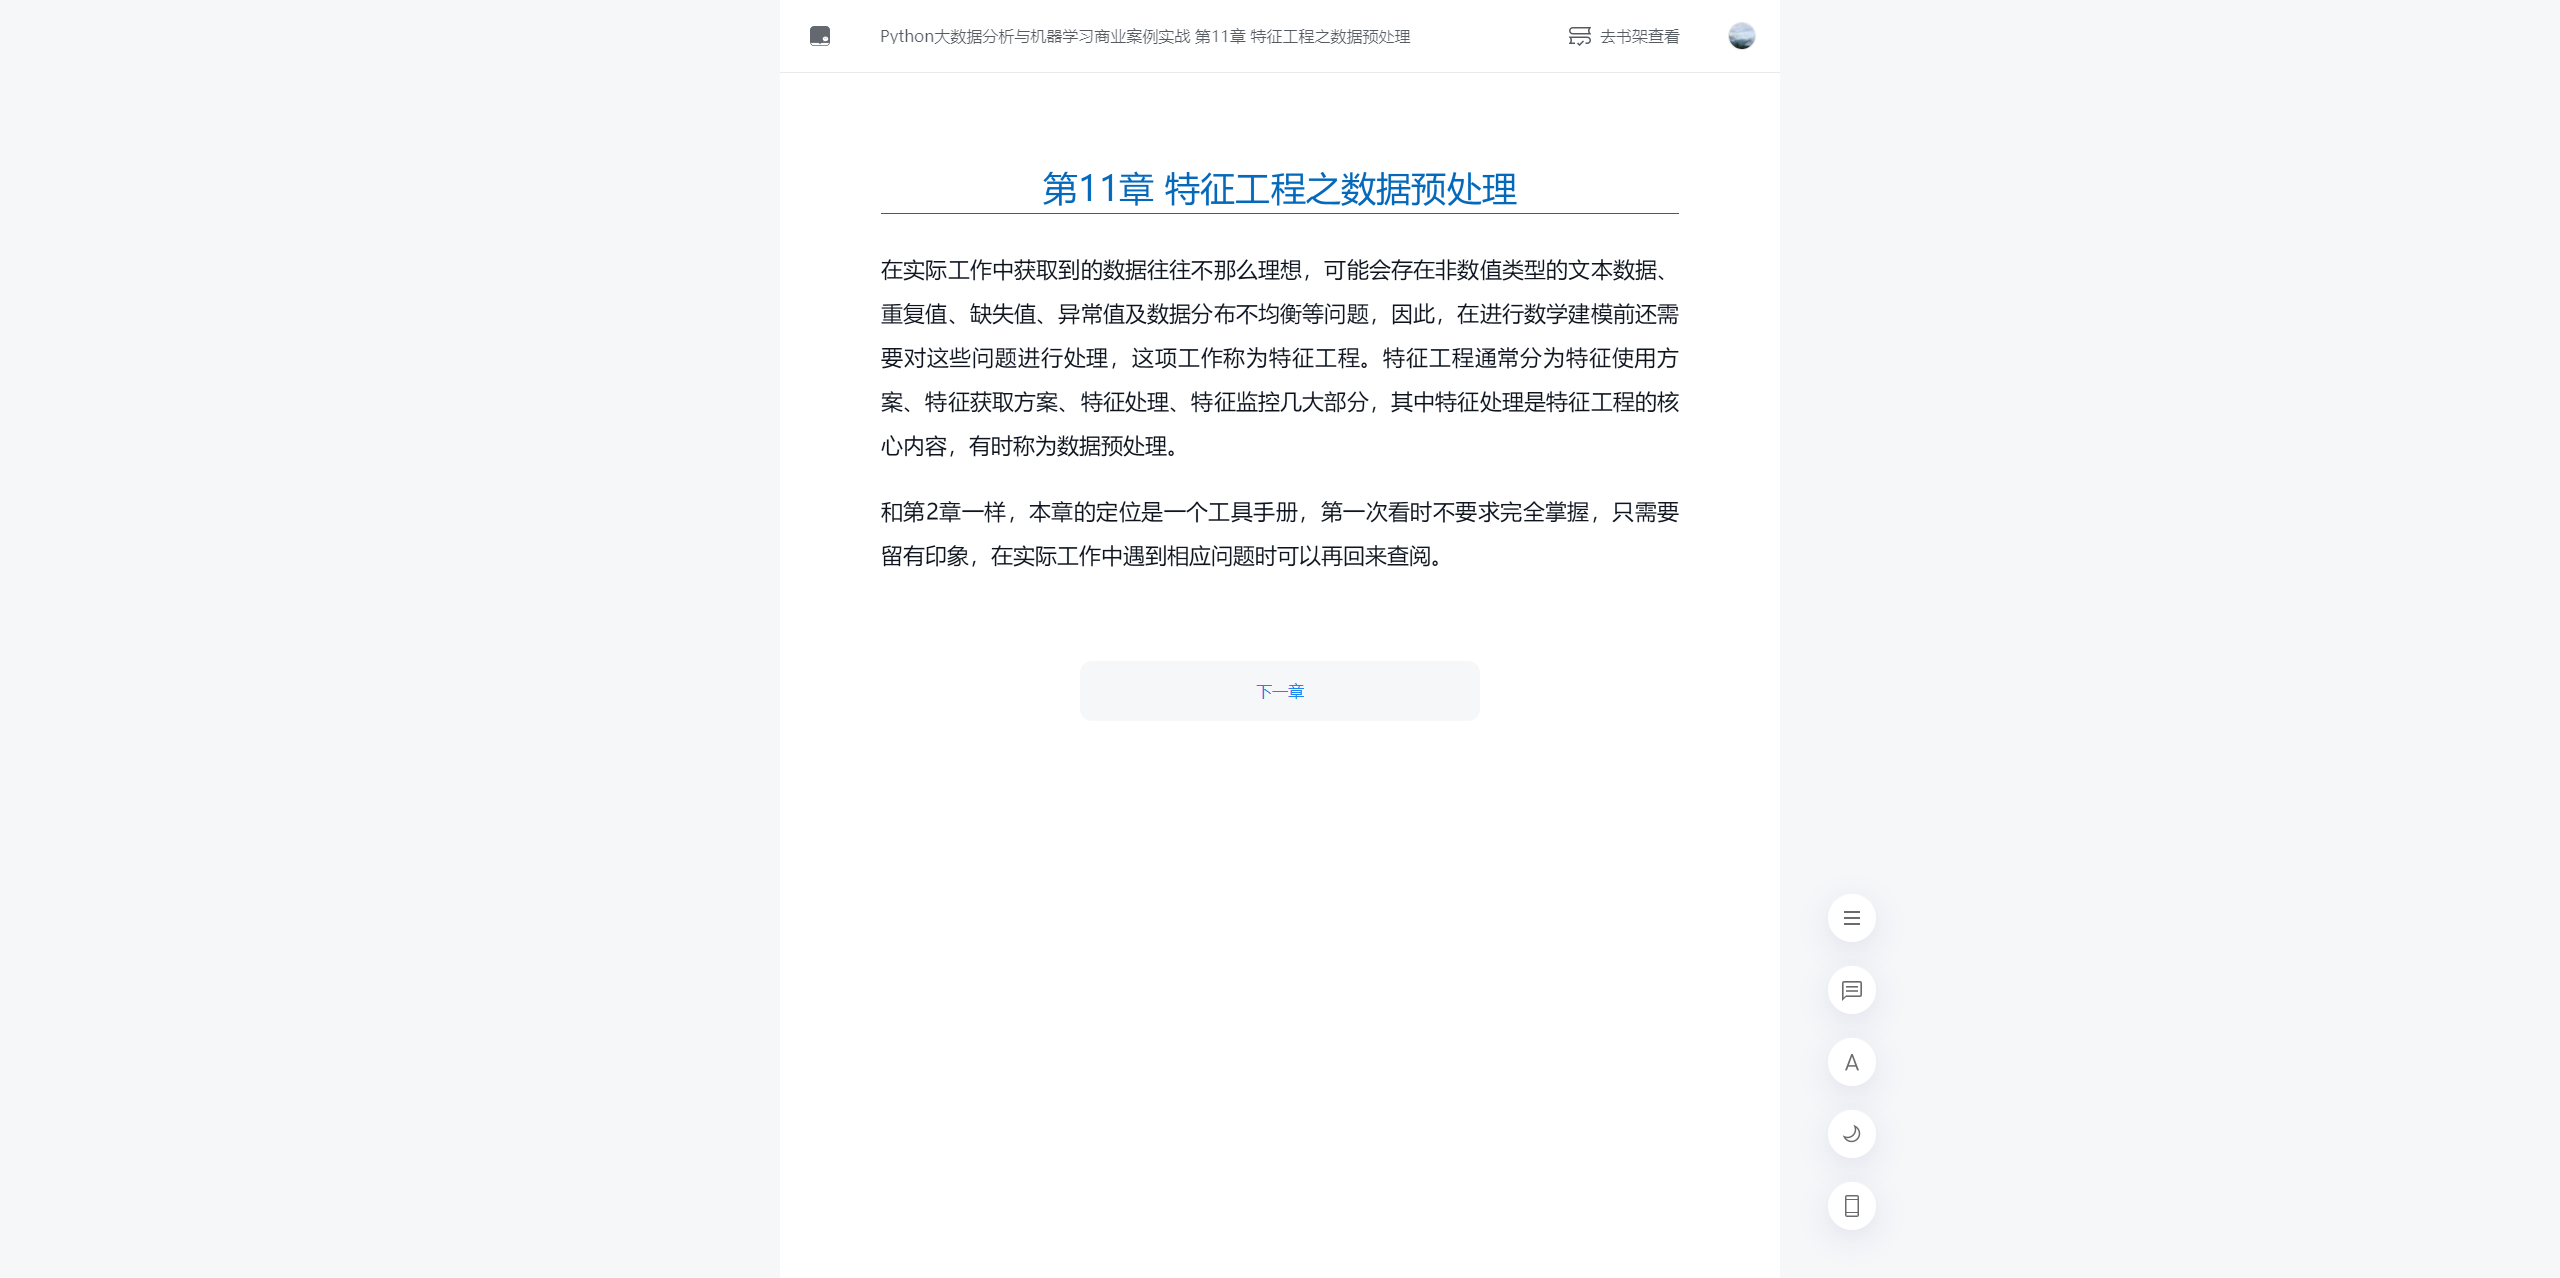 Python大数据分析与机器学习商业案例实战 第11章 特征工程之数据预处理
去书架查看
第11章 特征工程之数据预处理
在实际工作中获取到的数据往往不那么理想，可能会存在非数值类型的文本数据、
重复值、缺失值、异常值及数据分布不均衡等问题，因此，在进行数学建模前还需
要对这些问题进行处理，这项工作称为特征工程。特征工程通常分为特征使用方
案、特征获取方案、特征处理、特征监控几大部分，其中特征处理是特征工程的核
心内容，有时称为数据预处理。
和第2章一样，本章的定位是一个工具手册，第一次看时不要求完全掌握，只需要
留有印象，在实际工作中遇到相应问题时可以再回来查阅。
下一章
A